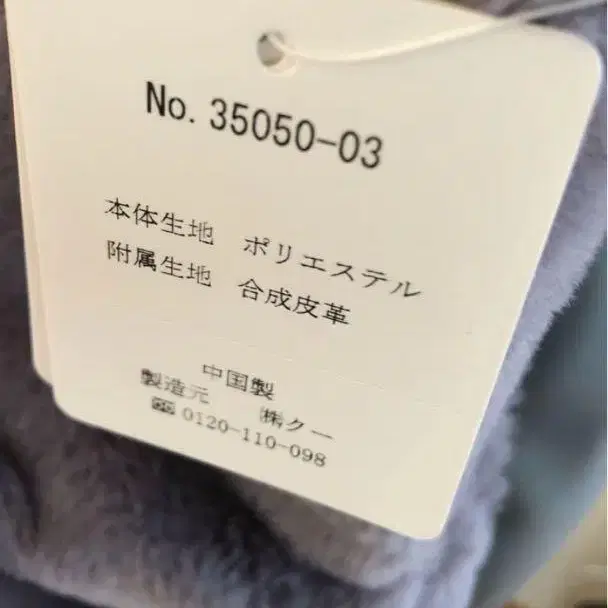 No. 35050-03
本体生地　ポリエステル
附属生地　合成皮革
中国製
製造元　㈱クー
0120-110-098